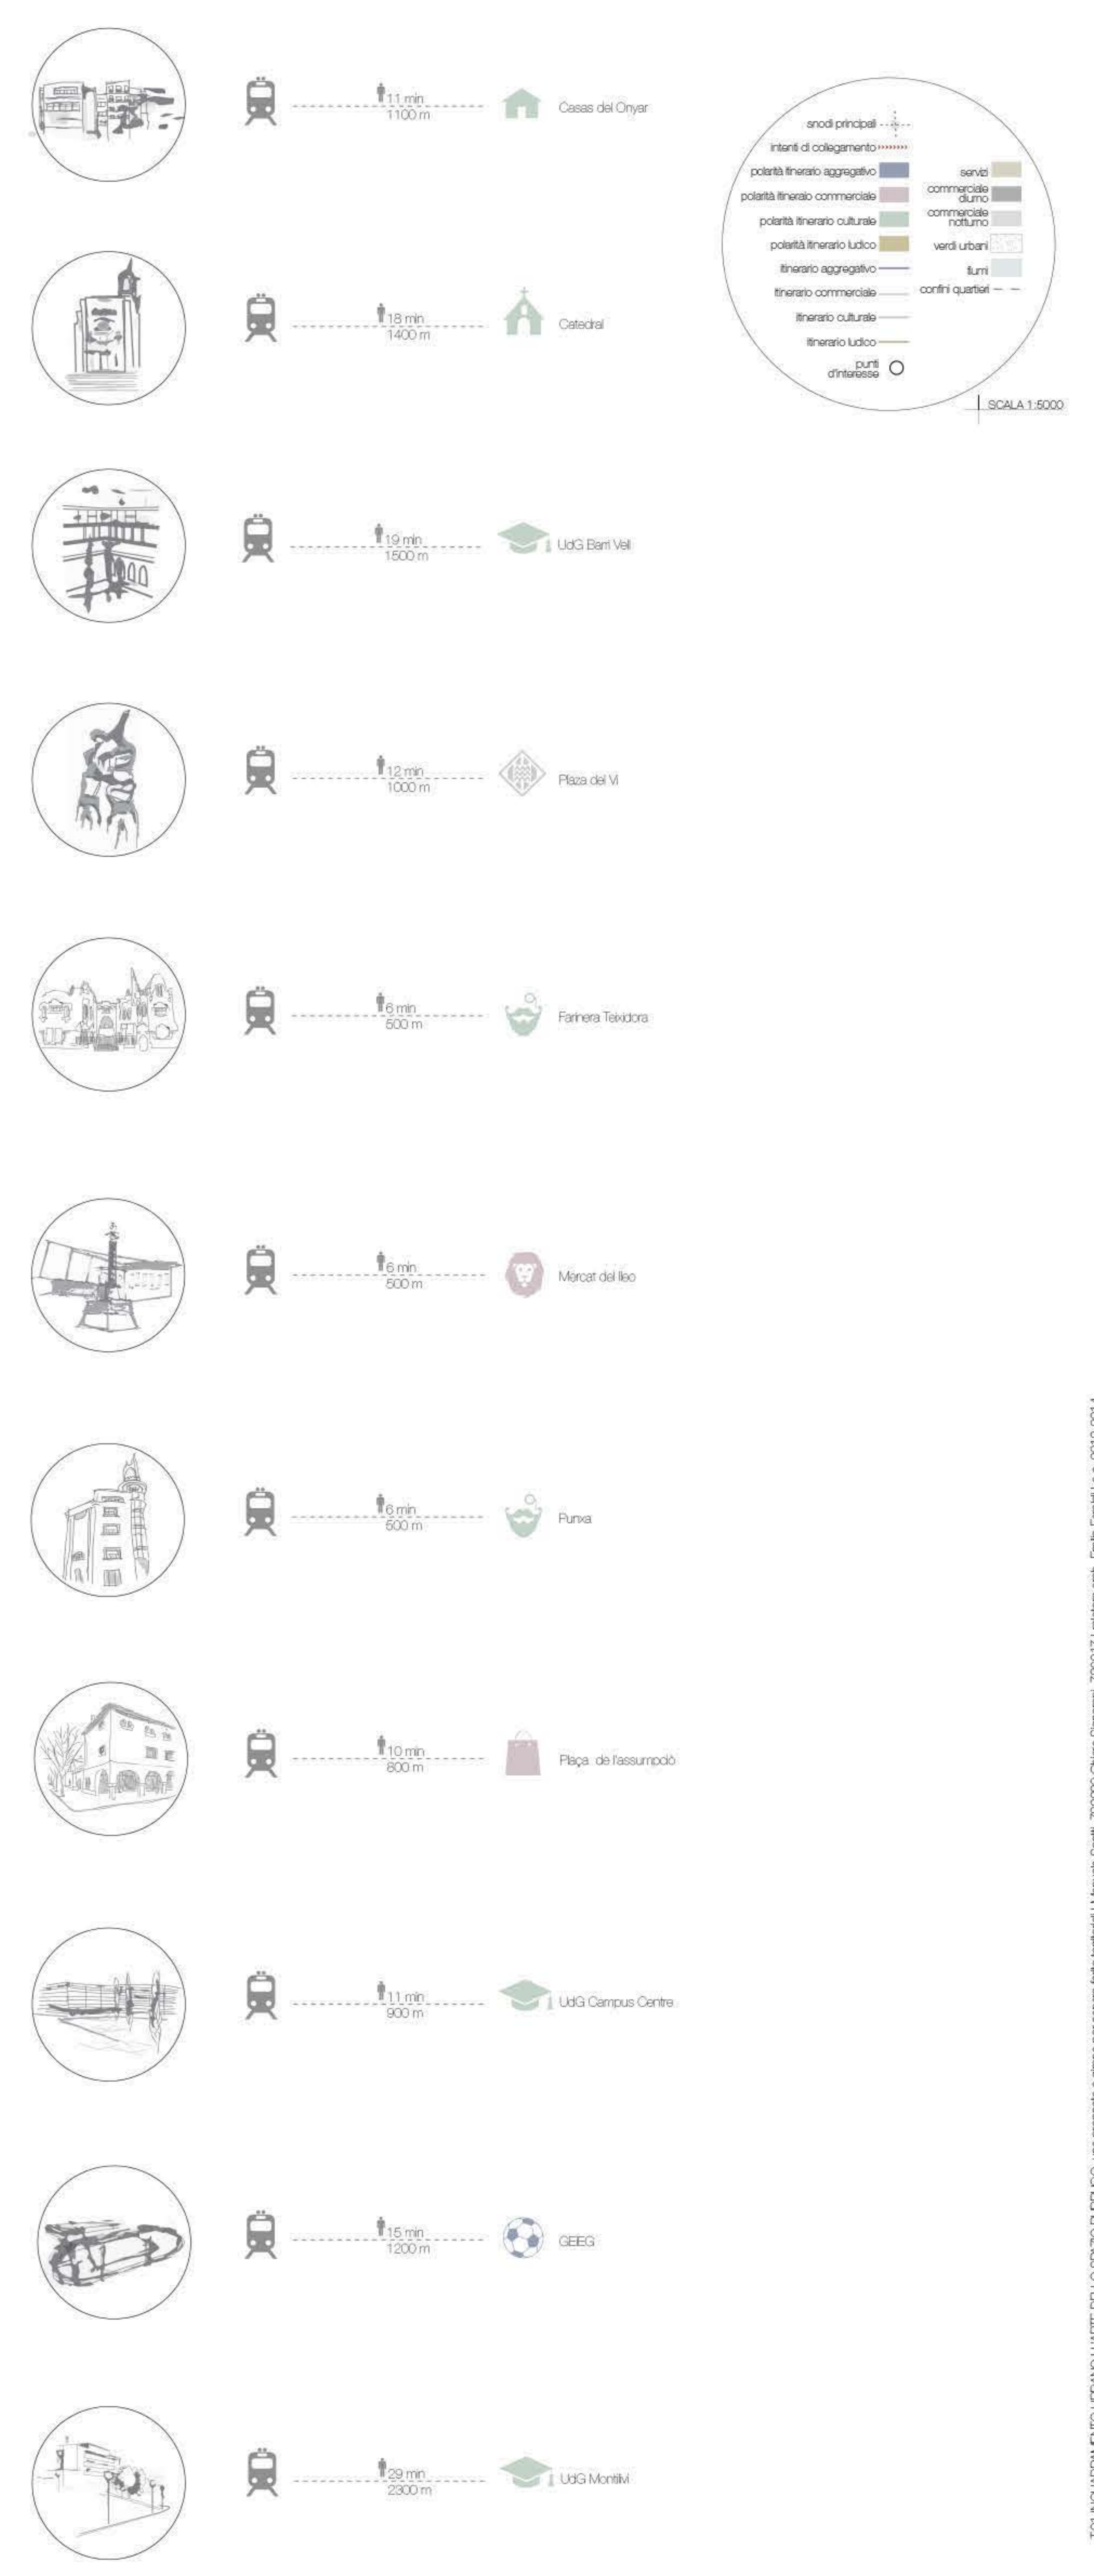 11 min
1100 m
Casas del Onyar
snodi principali
intenti di collegamento
polarità itinerario aggregativo
polarità itineraio commerciale
polarità itinerario culturale
polarità itinerario ludico
itinerario aggregativo
itinerario commerciale
itinerario culturale
itinerario ludico
punti
d'interesse
servizi
commerciale
diurno
commerciale
notturno
verdi urbani
fiumi
confini quartieri
SCALA 1:5000
18 min
1400 m
Catedral
19 min
1500 m
UdG Barri Vell
12 min
1000 m
Plaza del Vi
6 min
500 m
Farinera Teixidora
6 min
500 m
Mercat del lleo
6 min
500 m
Punxa
10 min
800 m
Plaça de l'assumpciò
11 min
900 m
UdG Campus Centre
15 min
1200 m
GEIEG
29 min
2300 m
UdG Montilivi